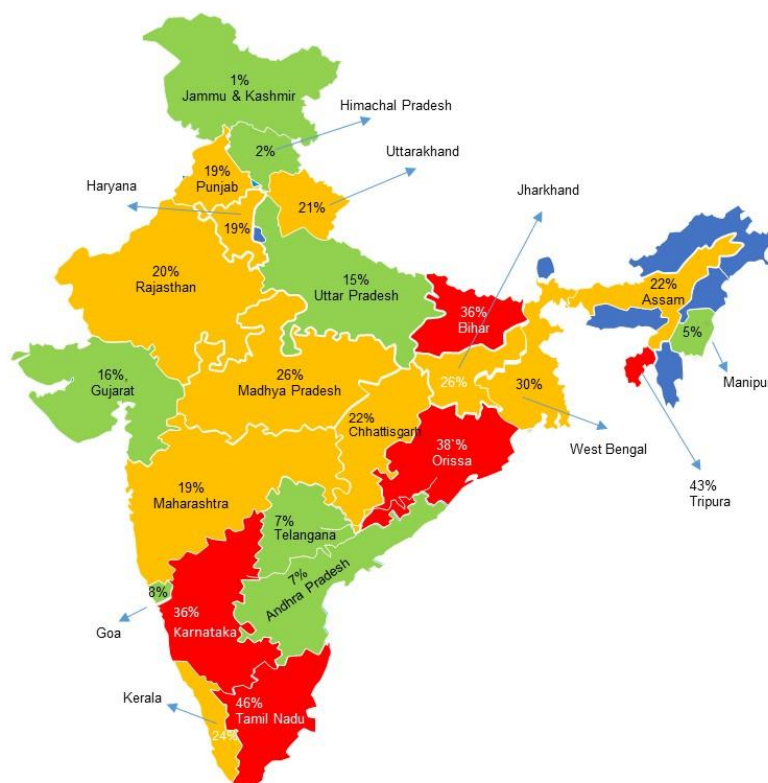 1%
Jammu & Kashmir
Himachal Pradesh
2%
Uttarakhand
19%
Punjab
Haryana
19%
21%
Jharkhand
20%
Rajasthan
15%
Uttar Pradesh
36%
Bihar
22%
Assam
5%
Manipur
16%,
Gujarat
26%
Madhya Pradesh
26%
30%
West Bengal
22%
Chhattisgarh
38`%
Orissa
43%
Tripura
19%
Maharashtra
7%
Telangana
7%
Andhra Pradesh
8%
Goa
36%
Karnataka
Kerala
24%
46%
Tamil Nadu